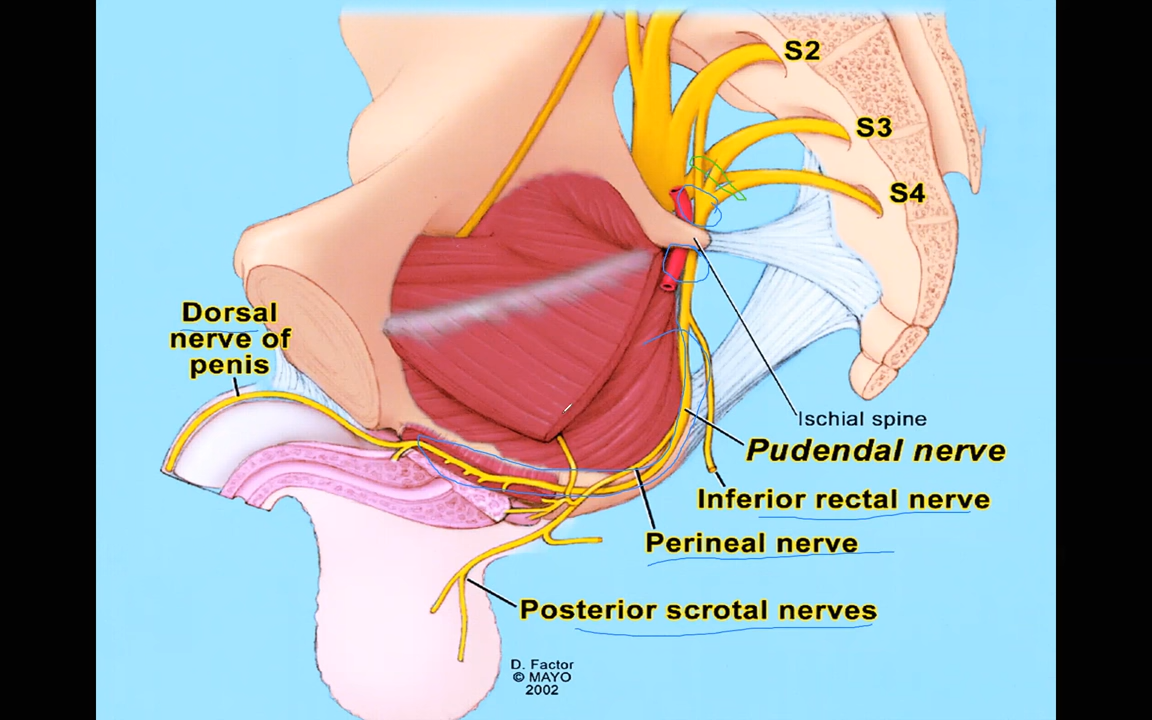 S2
S3
S4
Dorsal
nerve of
penis
Ischial spine
Pudendal nerve
Inferior rectal nerve
Perineal nerve
Posterior scrotal nerves
D. Factor
© MAYO
2002